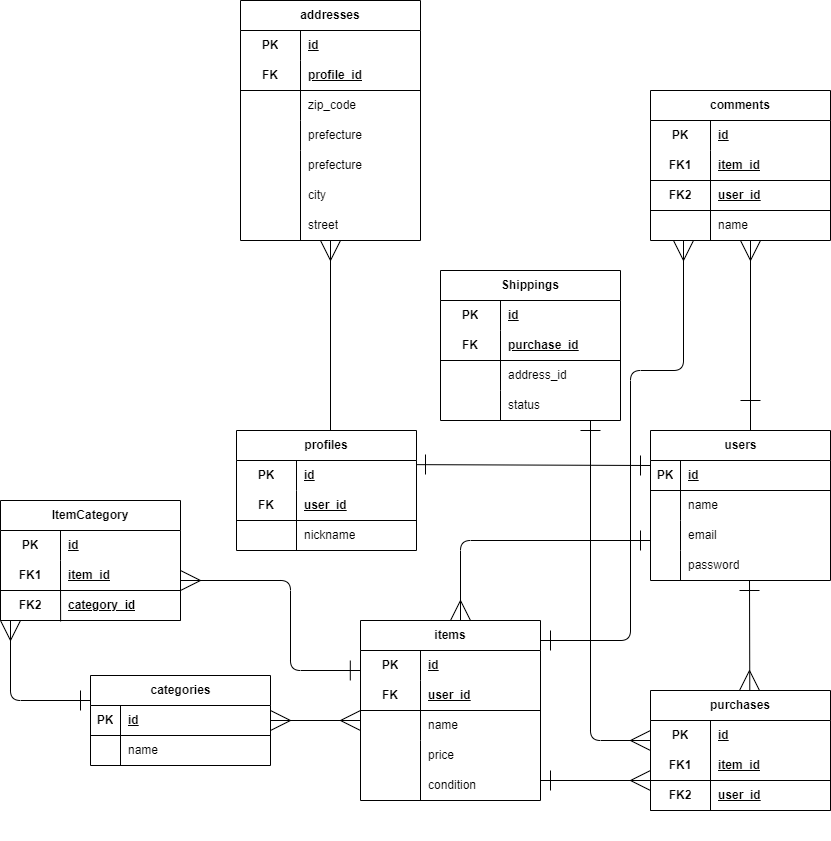 addresses
PK id
FK profile_id
zip_code
prefecture
prefecture
city
street
comments
PK id
FK1 item_id
FK2 user_id
name
Shippings
PK id
FK purchase_id
address_id
status
profiles
PK id
FK user_id
nickname
users
PK id
name
email
password
ItemCategory
PK id
FK1 item_id
FK2 category_id
items
PK id
FK user_id
name
price
condition
categories
PK id
name
purchases
PK id
FK1 item_id
FK2 user_id